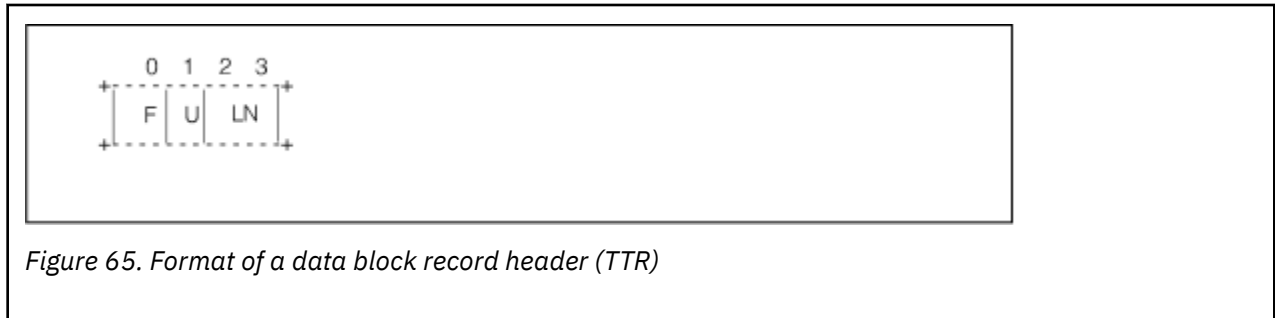 0 1 2 3
F U LN
Figure 65. Format of a data block record header (TTR)